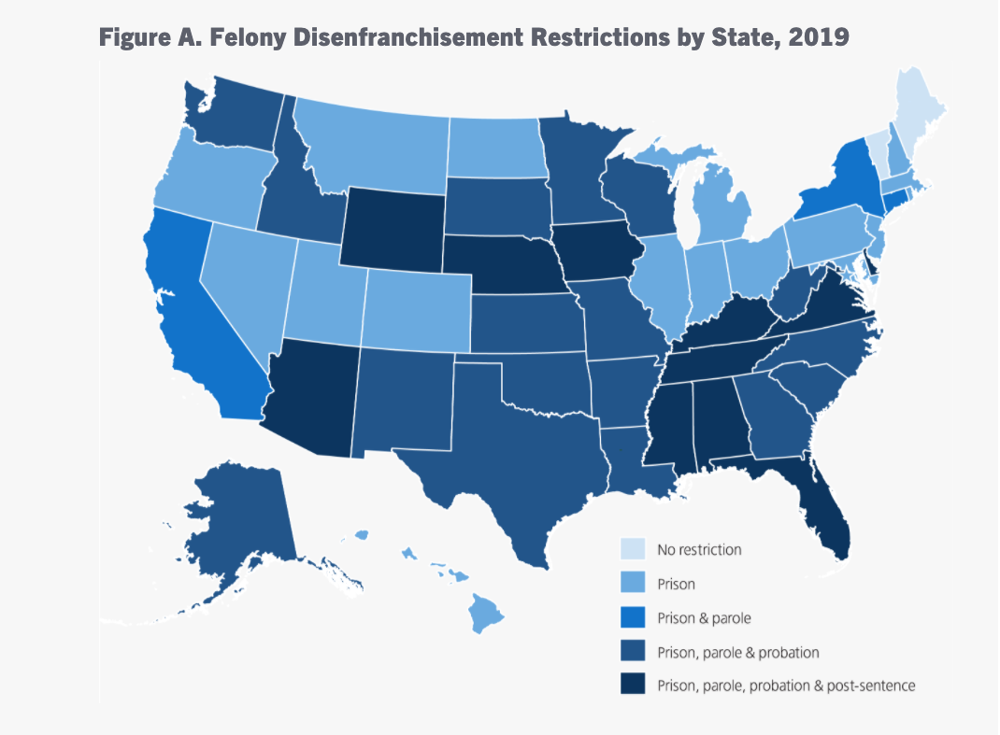 Figure A. Felony Disenfranchisement Restrictions by State, 2019
No restriction
Prison
Prison & parole
Prison, parole & probation
Prison, parole, probation & post-sentence